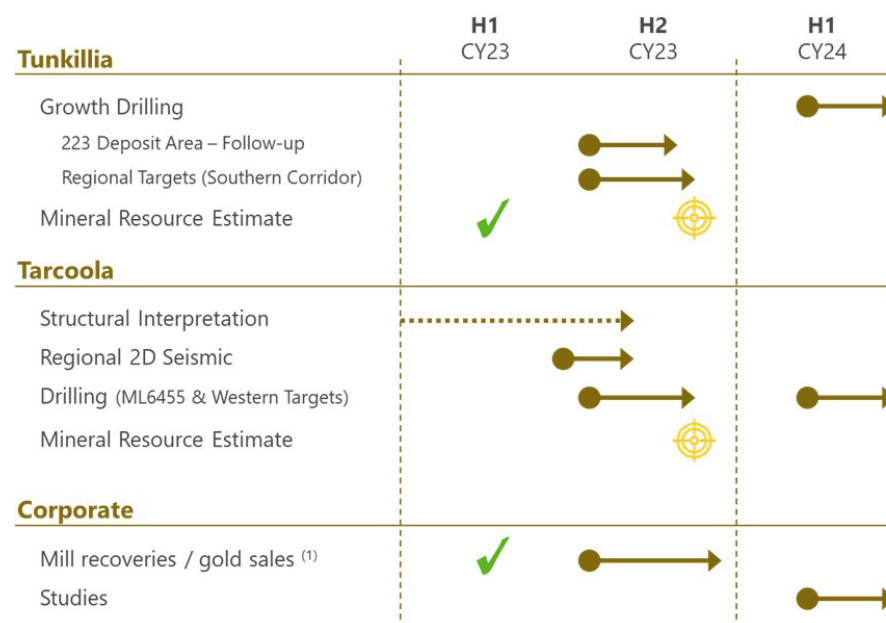 H1 H2 H1
CY23 CY23 CY24
Tunkillia
Growth Drilling
223 Deposit Area – Follow-up
Regional Targets (Southern Corridor)
Mineral Resource Estimate
Tarcoola
Structural Interpretation
Regional 2D Seismic
Drilling (ML6455 & Western Targets)
Mineral Resource Estimate
Corporate
Mill recoveries / gold sales (1)
Studies